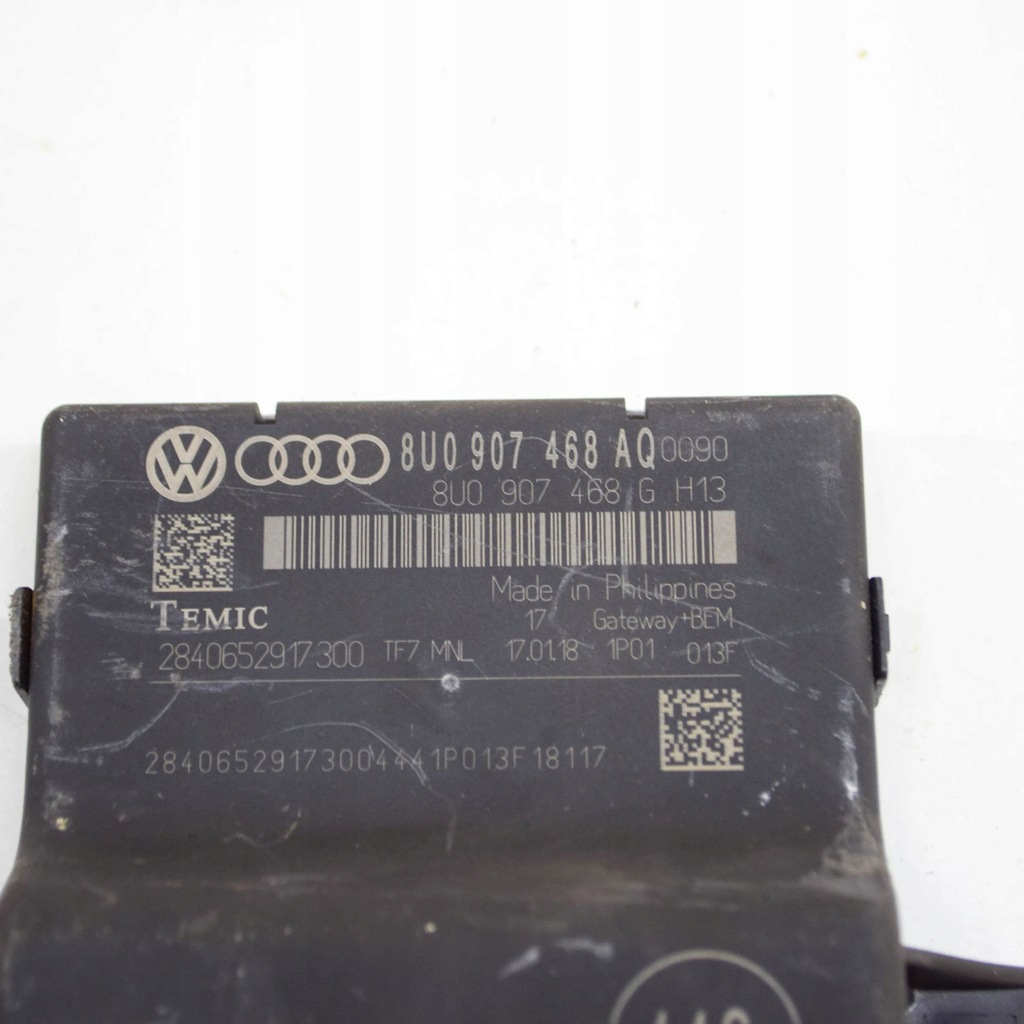 8U0 907 468 AQ 0090
8U0 907 468 G H13
Made in Philippines
TEMIC 17 Gateway+BEM
2840652917300 TF7 MNL 17.01.18 1P01 013F
28406529173004441P013F18117